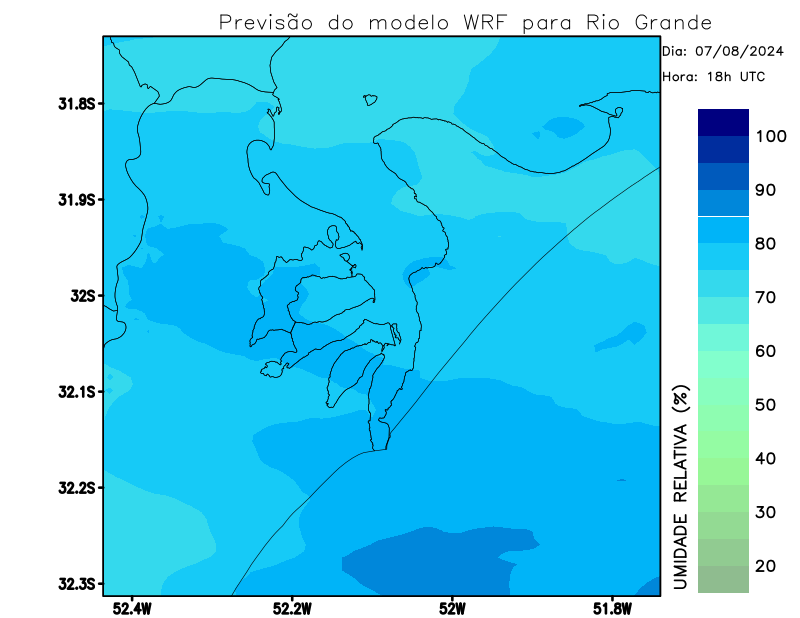 Previsão do modelo WRF para Rio Grande
Dia: 07/08/2024
Hora: 18h UTC
31.8S
31.9S
32S
32.1S
32.2S
32.3S
52.4W
52.2W
52W
51.8W
100
90
80
70
60
50
40
30
20
UMIDADE RELATIVA (%)